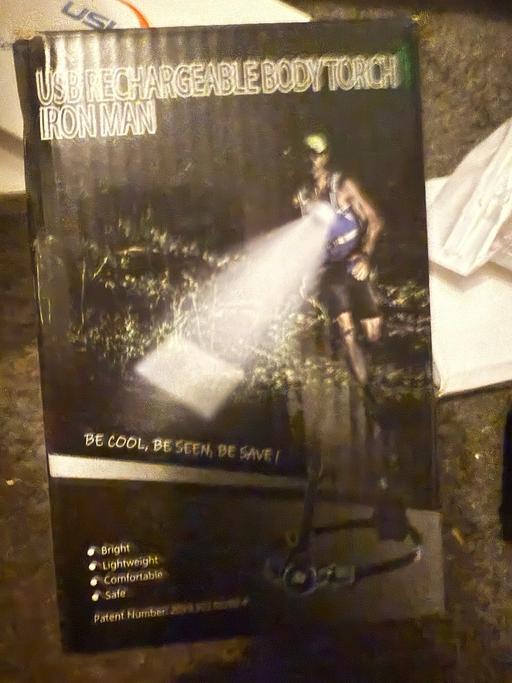 USB RECHARGEABLE BODY TORCH
IRON MAN
BE COOL, BE SEEN, BE SAVE!
Bright
Lightweight
Comfortable
Safe
Patent Number: